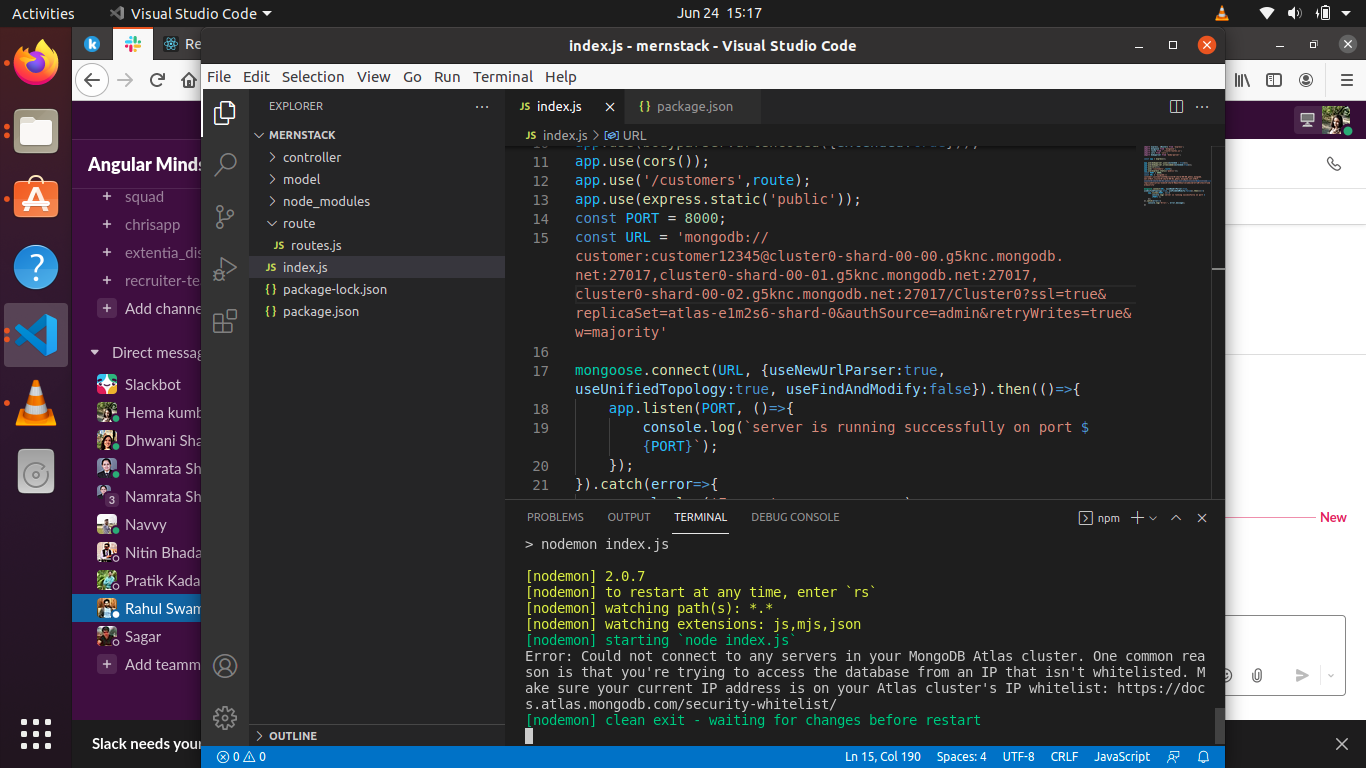 Activities
Visual Studio Code
Jun 24 15:17
Re
index.js - mernstack - Visual Studio Code
File Edit Selection View Go Run Terminal Help
Angular Minds
+ squad
+ chrisapp
+ extentia_dis
+ recruiter-te
+ Add channe
Direct messag
Slackbot
Hema kumb
Dhwani Sha
Namrata Sh
3 Namrata Sh
Navvy
Nitin Bhada
Pratik Kada
Rahul Swam
Sagar
+ Add teamm
Slack needs your
New
EXPLORER
MERNSTACK
controller
model
node_modules
route
JS routes.js
JS index.js
{} package-lock.json
{} package.json
OUTLINE
JS index.js
{} package.json
JS index.js > URL
11 app.use(cors());
12 app.use('/customers',route);
13 app.use(express.static('public'));
14 const PORT = 8000;
15 const URL = 'mongodb://
customer:customer12345@cluster0-shard-00-00.g5knc.mongodb.
net:27017,cluster0-shard-00-01.g5knc.mongodb.net:27017,
cluster0-shard-00-02.g5knc.mongodb.net:27017/Cluster0?ssl=true&
replicaSet=atlas-e1m2s6-shard-0&authSource=admin&retryWrites=true&
w=majority'
16
17 mongoose.connect(URL, {useNewUrlParser:true,
useUnifiedTopology:true, useFindAndModify:false}).then(()=>{
18 app.listen(PORT, ()=>{
19 console.log(`server is running successfully on port $
{PORT}`);
20 });
21 }).catch(error=>{
PROBLEMS OUTPUT TERMINAL DEBUG CONSOLE
npm
> nodemon index.js
[nodemon] 2.0.7
[nodemon] to restart at any time, enter `rs`
[nodemon] watching path(s): *.*
[nodemon] watching extensions: js,mjs,json
[nodemon] starting `node index.js`
Error: Could not connect to any servers in your MongoDB Atlas cluster. One common rea
son is that you're trying to access the database from an IP that isn't whitelisted. M
ake sure your current IP address is on your Atlas cluster's IP whitelist: https://doc
s.atlas.mongodb.com/security-whitelist/
[nodemon] clean exit - waiting for changes before restart
0 0
Ln 15, Col 190 Spaces: 4 UTF-8 CRLF JavaScript